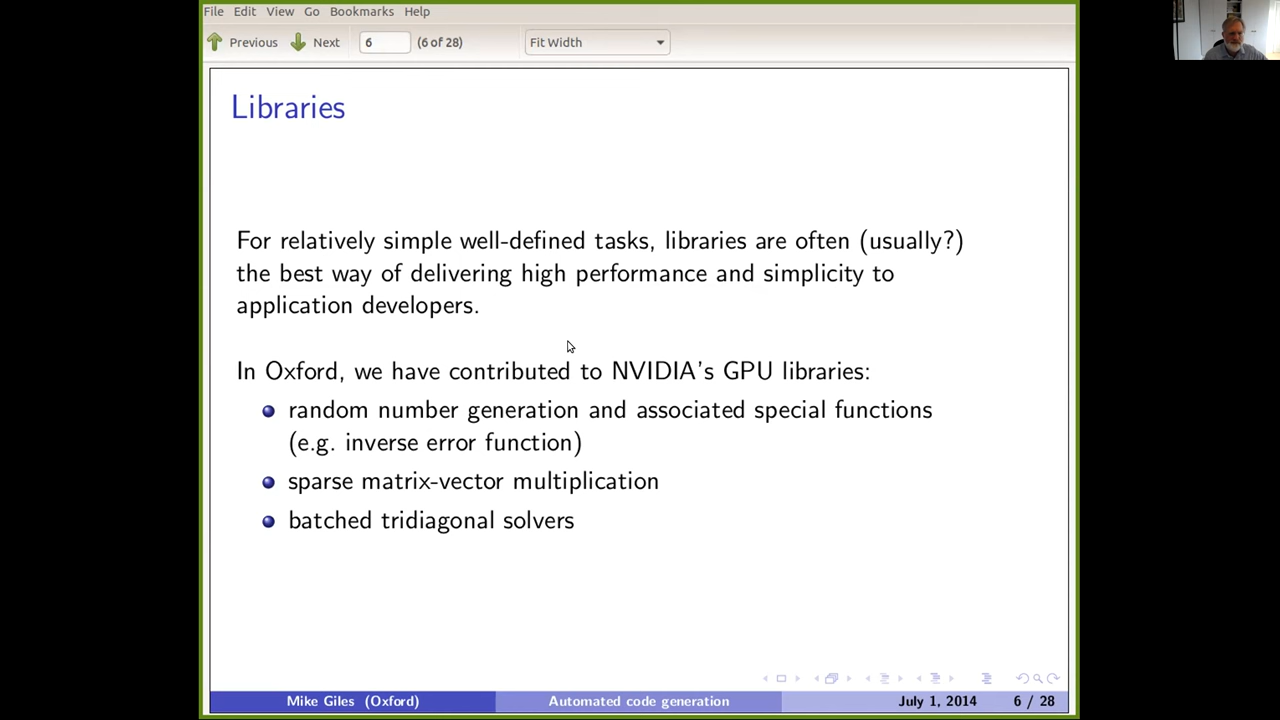 File Edit View Go Bookmarks Help
Previous Next 6 (6 of 28) Fit Width
Libraries
For relatively simple well-defined tasks, libraries are often (usually?)
the best way of delivering high performance and simplicity to
application developers.
In Oxford, we have contributed to NVIDIA's GPU libraries:
random number generation and associated special functions
(e.g. inverse error function)
sparse matrix-vector multiplication
batched tridiagonal solvers
Mike Giles (Oxford) Automated code generation July 1, 2014 6 / 28